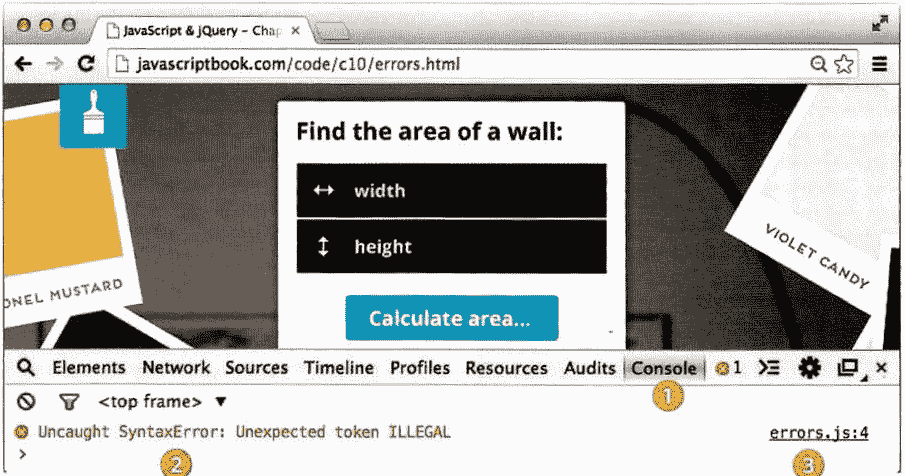 JavaScript & jQuery – Chap
javascriptbook.com/code/c10/errors.html
Find the area of a wall:
width
height
ONEL MUSTARD
VIOLET CANDY
Calculate area...
Elements Network Sources Timeline Profiles Resources Audits Console 1
1
<top frame> ▼
Uncaught SyntaxError: Unexpected token ILLEGAL errors.js:4
>
2 3